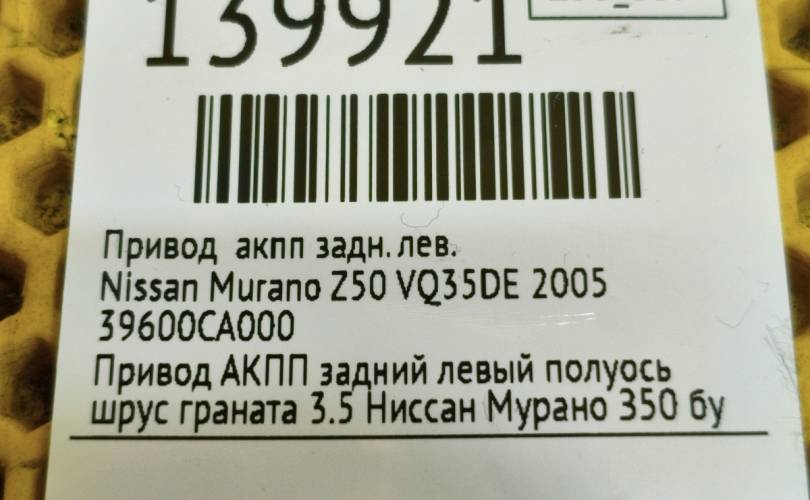 139921
Привод акпп задн. лев.
Nissan Murano Z50 VQ35DE 2005
39600CA000
Привод АКПП задний левый полуось
шрус граната 3.5 Ниссан Мурано З50 бу